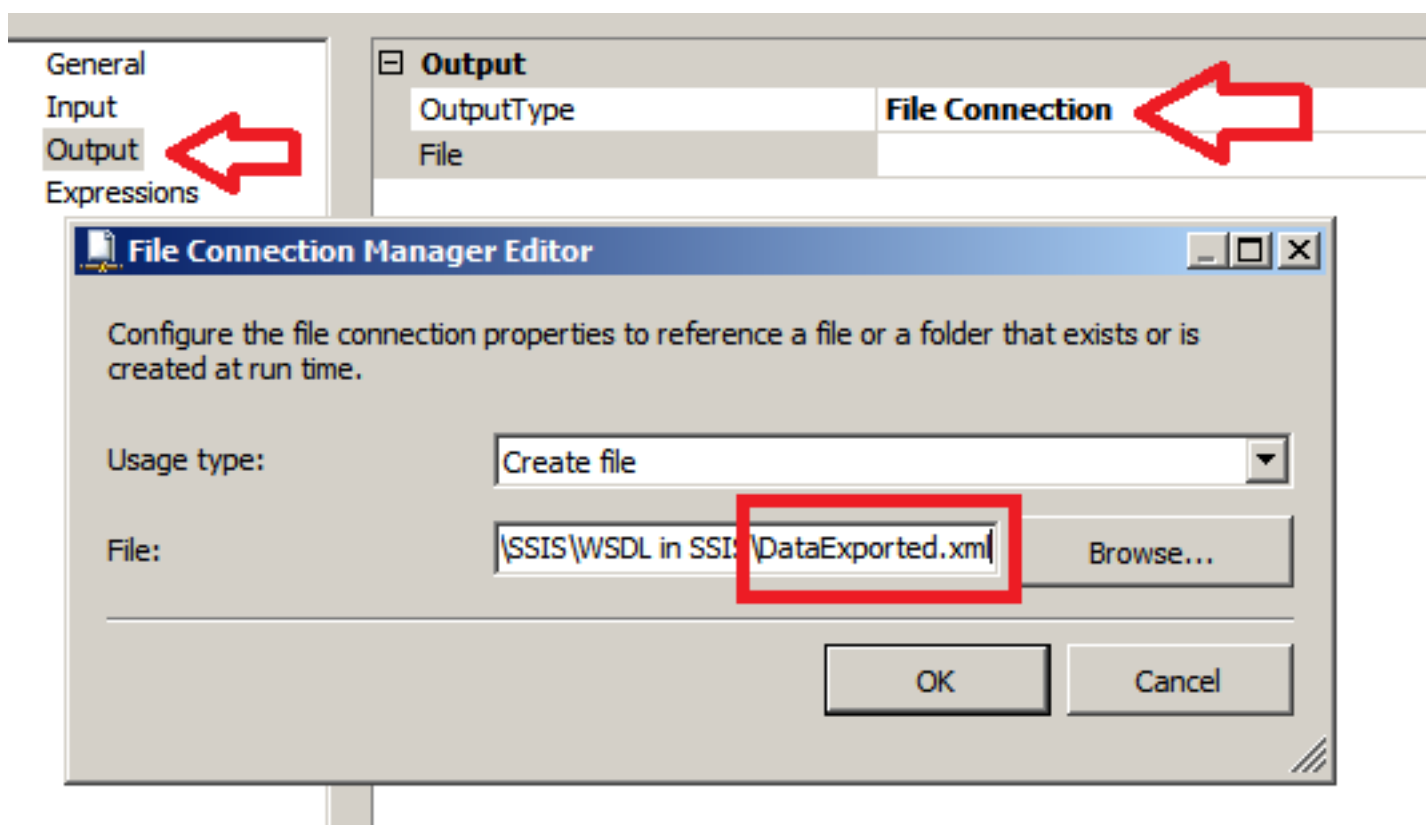 General
Input
Output
Expressions
Output
OutputType File Connection
File
File Connection Manager Editor
Configure the file connection properties to reference a file or a folder that exists or is
created at run time.
Usage type: Create file
File: \SSIS\WSDL in SSIS\DataExported.xml Browse...
OK Cancel